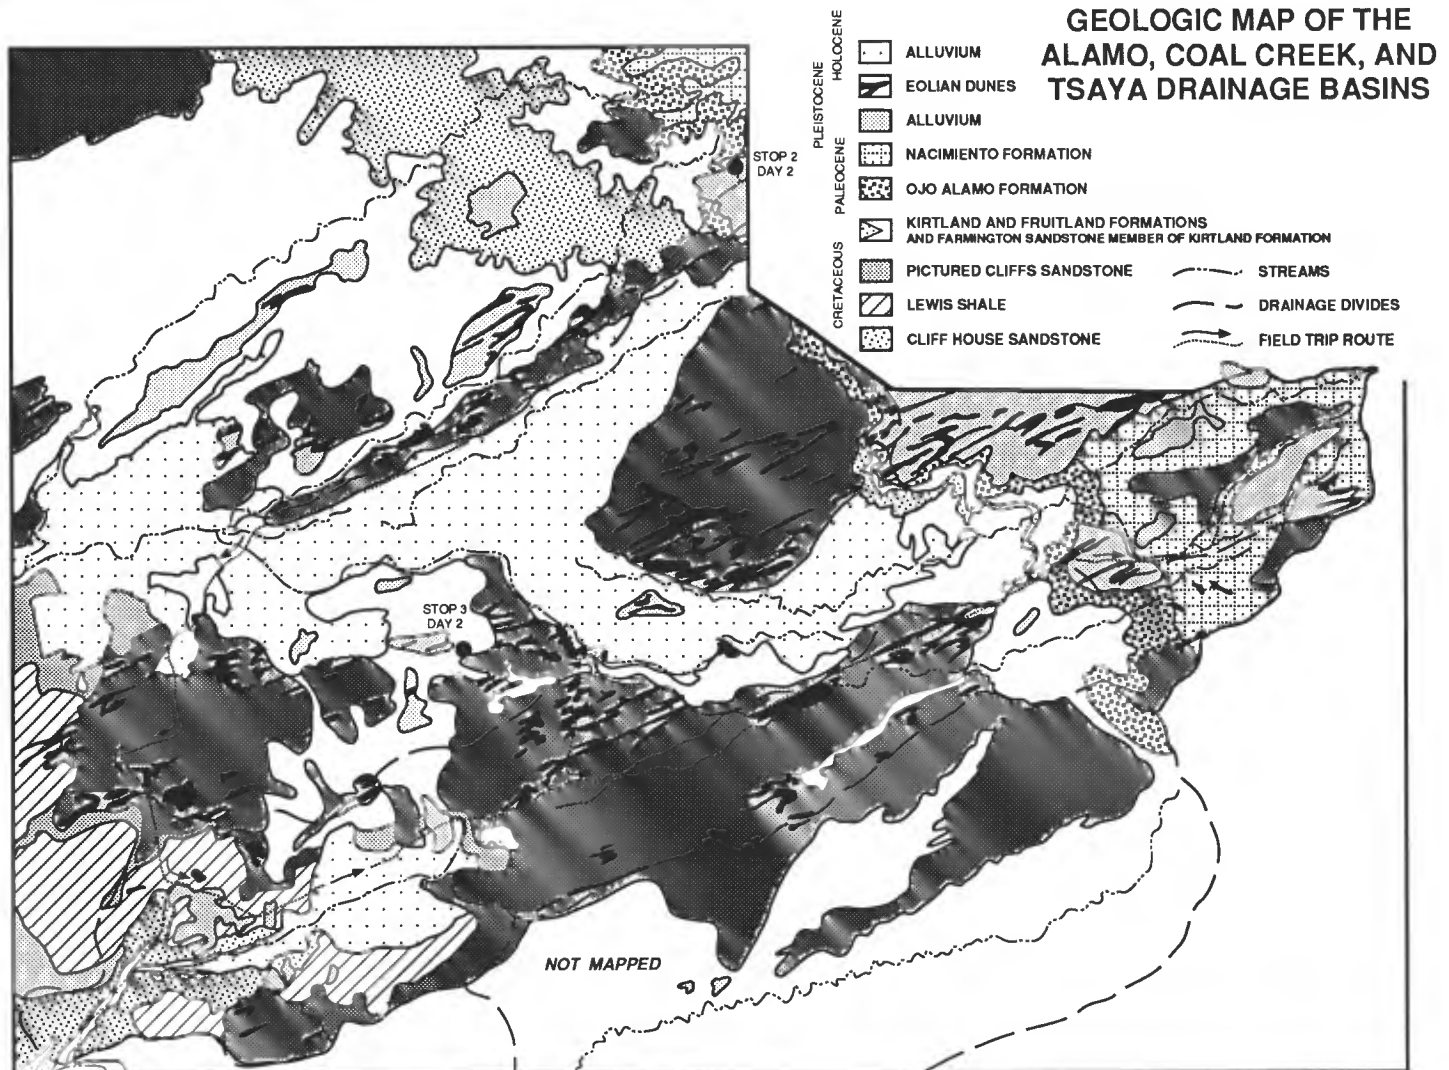 GEOLOGIC MAP OF THE
ALAMO, COAL CREEK, AND
TSAYA DRAINAGE BASINS
HOLOCENE
PLEISTOCENE
PALEOCENE
CRETACEOUS
ALLUVIUM
EOLIAN DUNES
ALLUVIUM
NACIMIENTO FORMATION
OJO ALAMO FORMATION
KIRTLAND AND FRUITLAND FORMATIONS
AND FARMINGTON SANDSTONE MEMBER OF KIRTLAND FORMATION
PICTURED CLIFFS SANDSTONE
LEWIS SHALE
CLIFF HOUSE SANDSTONE
STREAMS
DRAINAGE DIVIDES
FIELD TRIP ROUTE
STOP 2
DAY 2
STOP 3
DAY 2
NOT MAPPED